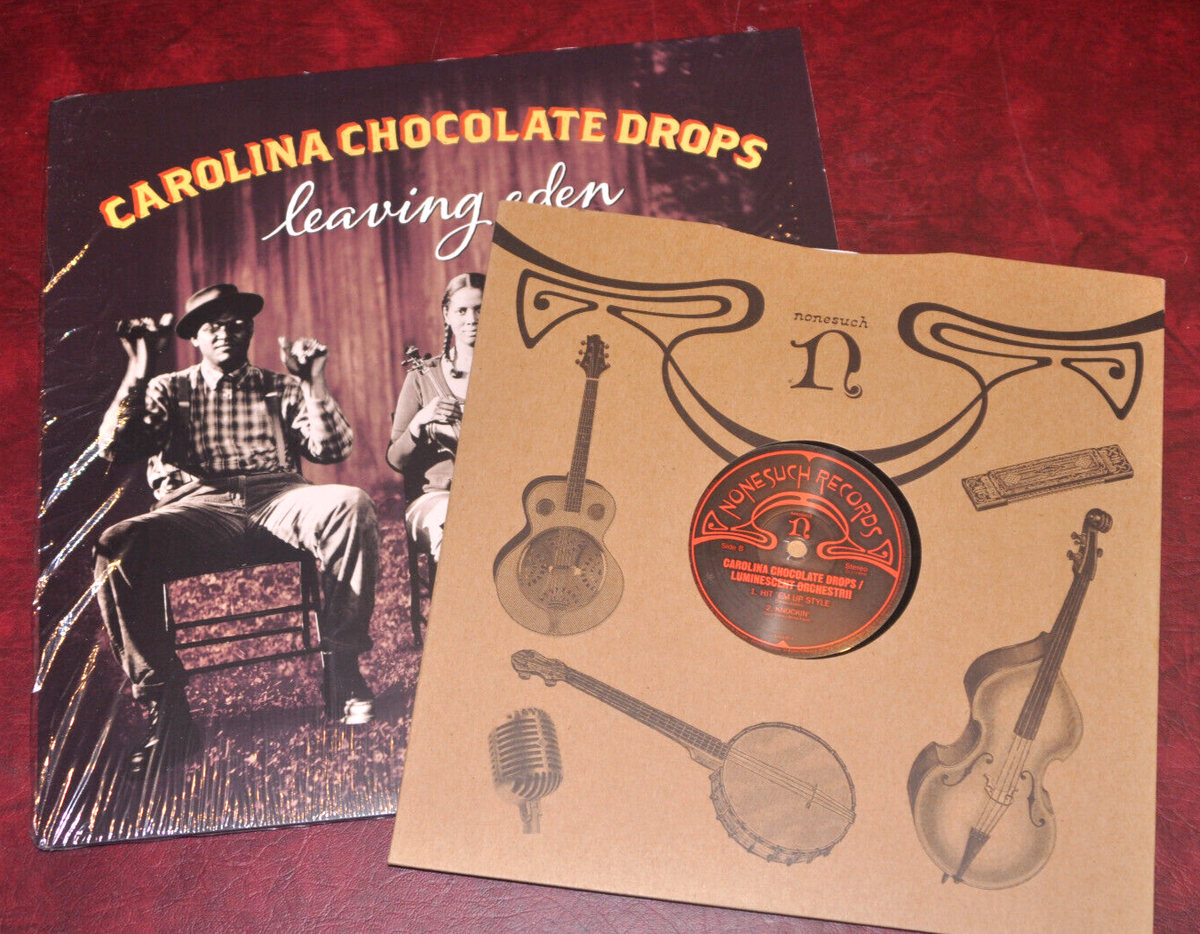 CAROLINA CHOCOLATE DROPS
leaving eden
nonesuch
n
NONESUCH RECORDS
n
Side B
Stereo
CAROLINA CHOCOLATE DROPS /
LUMINESCENT ORCHESTRII
1. HIT 'EM UP STYLE
2. KNOCKIN'